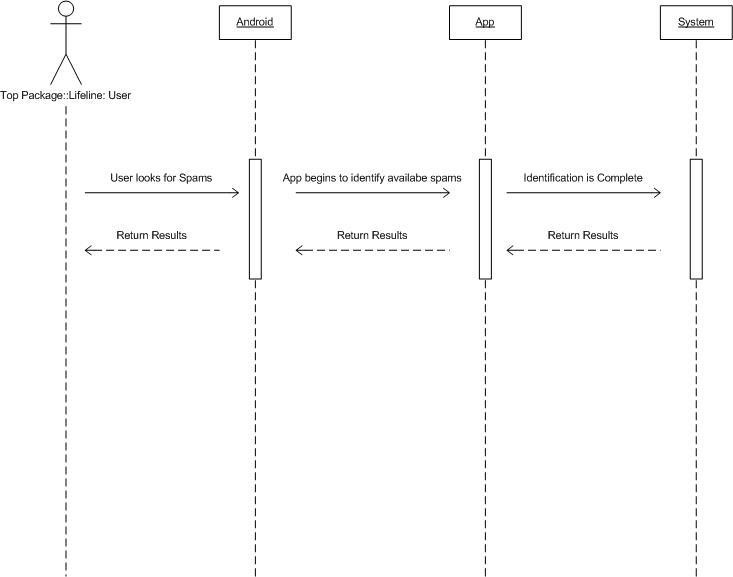 Android
App
System
Top Package::Lifeline: User
User looks for Spams
App begins to identify availabe spams
Identification is Complete
Return Results
Return Results
Return Results